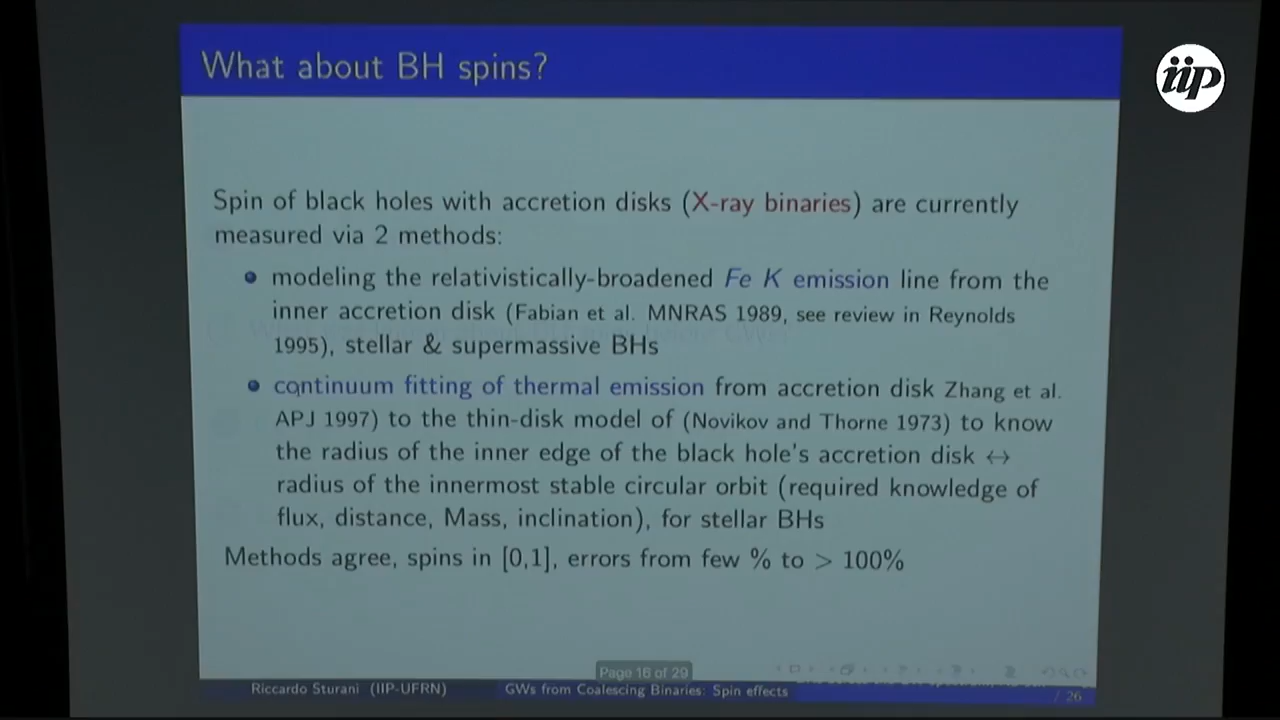 What about BH spins?
iip
Spin of black holes with accretion disks (X-ray binaries) are currently
measured via 2 methods:
modeling the relativistically-broadened Fe K emission line from the
inner accretion disk (Fabian et al. MNRAS 1989, see review in Reynolds
1995), stellar & supermassive BHs
continuum fitting of thermal emission from accretion disk Zhang et al.
APJ 1997) to the thin-disk model of (Novikov and Thorne 1973) to know
the radius of the inner edge of the black hole's accretion disk ↔
radius of the innermost stable circular orbit (required knowledge of
flux, distance, Mass, inclination), for stellar BHs
Methods agree, spins in [0,1], errors from few % to > 100%
Page 16 of 29
Riccardo Sturani (IIP-UFRN) GWs from Coalescing Binaries: Spin effects
/ 26